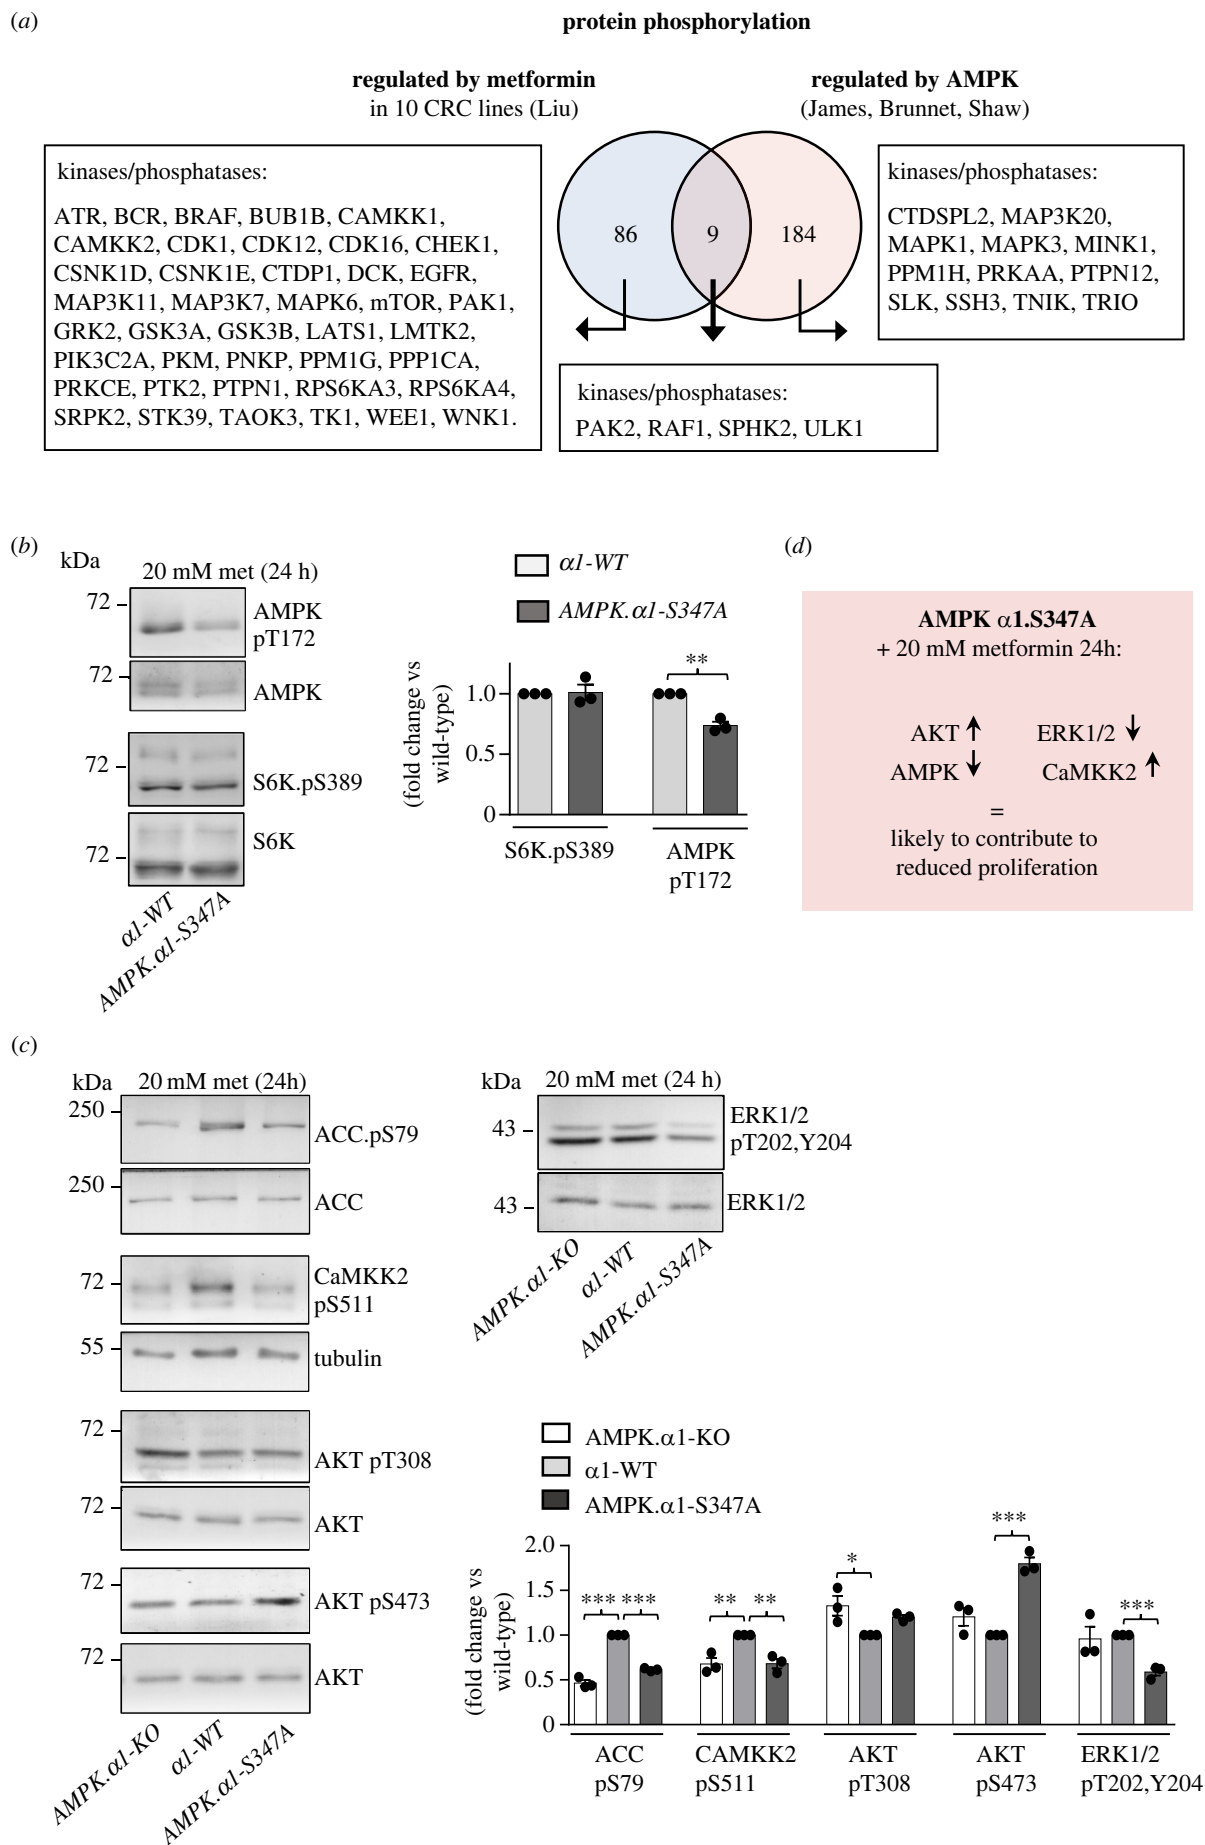 (a)
protein phosphorylation
regulated by metformin
in 10 CRC lines (Liu)
regulated by AMPK
(James, Brunnet, Shaw)
kinases/phosphatases:
ATR, BCR, BRAF, BUB1B, CAMKK1,
CAMKK2, CDK1, CDK12, CDK16, CHEK1,
CSNK1D, CSNK1E, CTDP1, DCK, EGFR,
MAP3K11, MAP3K7, MAPK6, mTOR, PAK1,
GRK2, GSK3A, GSK3B, LATS1, LMTK2,
PIK3C2A, PKM, PNKP, PPM1G, PPP1CA,
PRKCE, PTK2, PTPN1, RPS6KA3, RPS6KA4,
SRPK2, STK39, TAOK3, TK1, WEE1, WNK1.
86
9
184
kinases/phosphatases:
CTDSPL2, MAP3K20,
MAPK1, MAPK3, MINK1,
PPM1H, PRKAA, PTPN12,
SLK, SSH3, TNIK, TRIO
kinases/phosphatases:
PAK2, RAF1, SPHK2, ULK1
(b)
kDa
20 mM met (24 h)
72
AMPK
pT172
72
AMPK
72
S6K.pS389
72
S6K
α1-WT
AMPK.α1-S347A
α1-WT
AMPK.α1-S347A
(fold change vs
wild-type)
1.0
0.5
0
**
S6K.pS389
AMPK
pT172
(d)
AMPK α1.S347A
+ 20 mM metformin 24h:
AKT ↑ ERK1/2 ↓
AMPK ↓ CaMKK2 ↑
=
likely to contribute to
reduced proliferation
(c)
kDa
20 mM met (24h)
250
ACC.pS79
250
ACC
72
CaMKK2
pS511
55
tubulin
72
AKT pT308
72
AKT
72
AKT pS473
72
AKT
AMPK.α1-KO
α1-WT
AMPK.α1-S347A
kDa
20 mM met (24 h)
43
ERK1/2
pT202,Y204
43
ERK1/2
AMPK.α1-KO
α1-WT
AMPK.α1-S347A
AMPK.α1-KO
α1-WT
AMPK.α1-S347A
(fold change vs
wild-type)
2.0
1.5
1.0
0.5
0
*** ***
** **
*
***
***
ACC
pS79
CAMKK2
pS511
AKT
pT308
AKT
pS473
ERK1/2
pT202,Y204